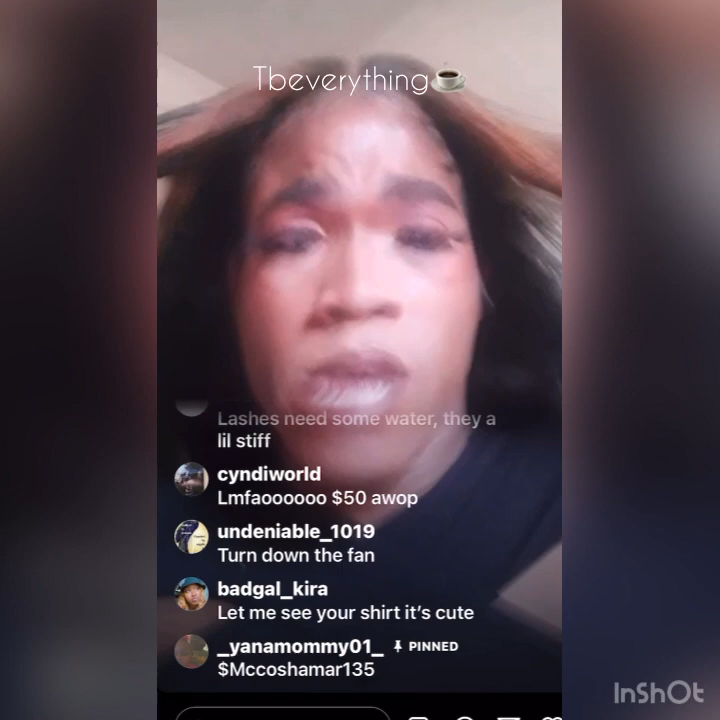 Tbeverything☕
Lashes need some water, they a
lil stiff
cyndiworld
Lmfaoooooo $50 awop
undeniable_1019
Turn down the fan
badgal_kira
Let me see your shirt it's cute
_yanamommy01_ PINNED
$Mccoshamar135
InShOt